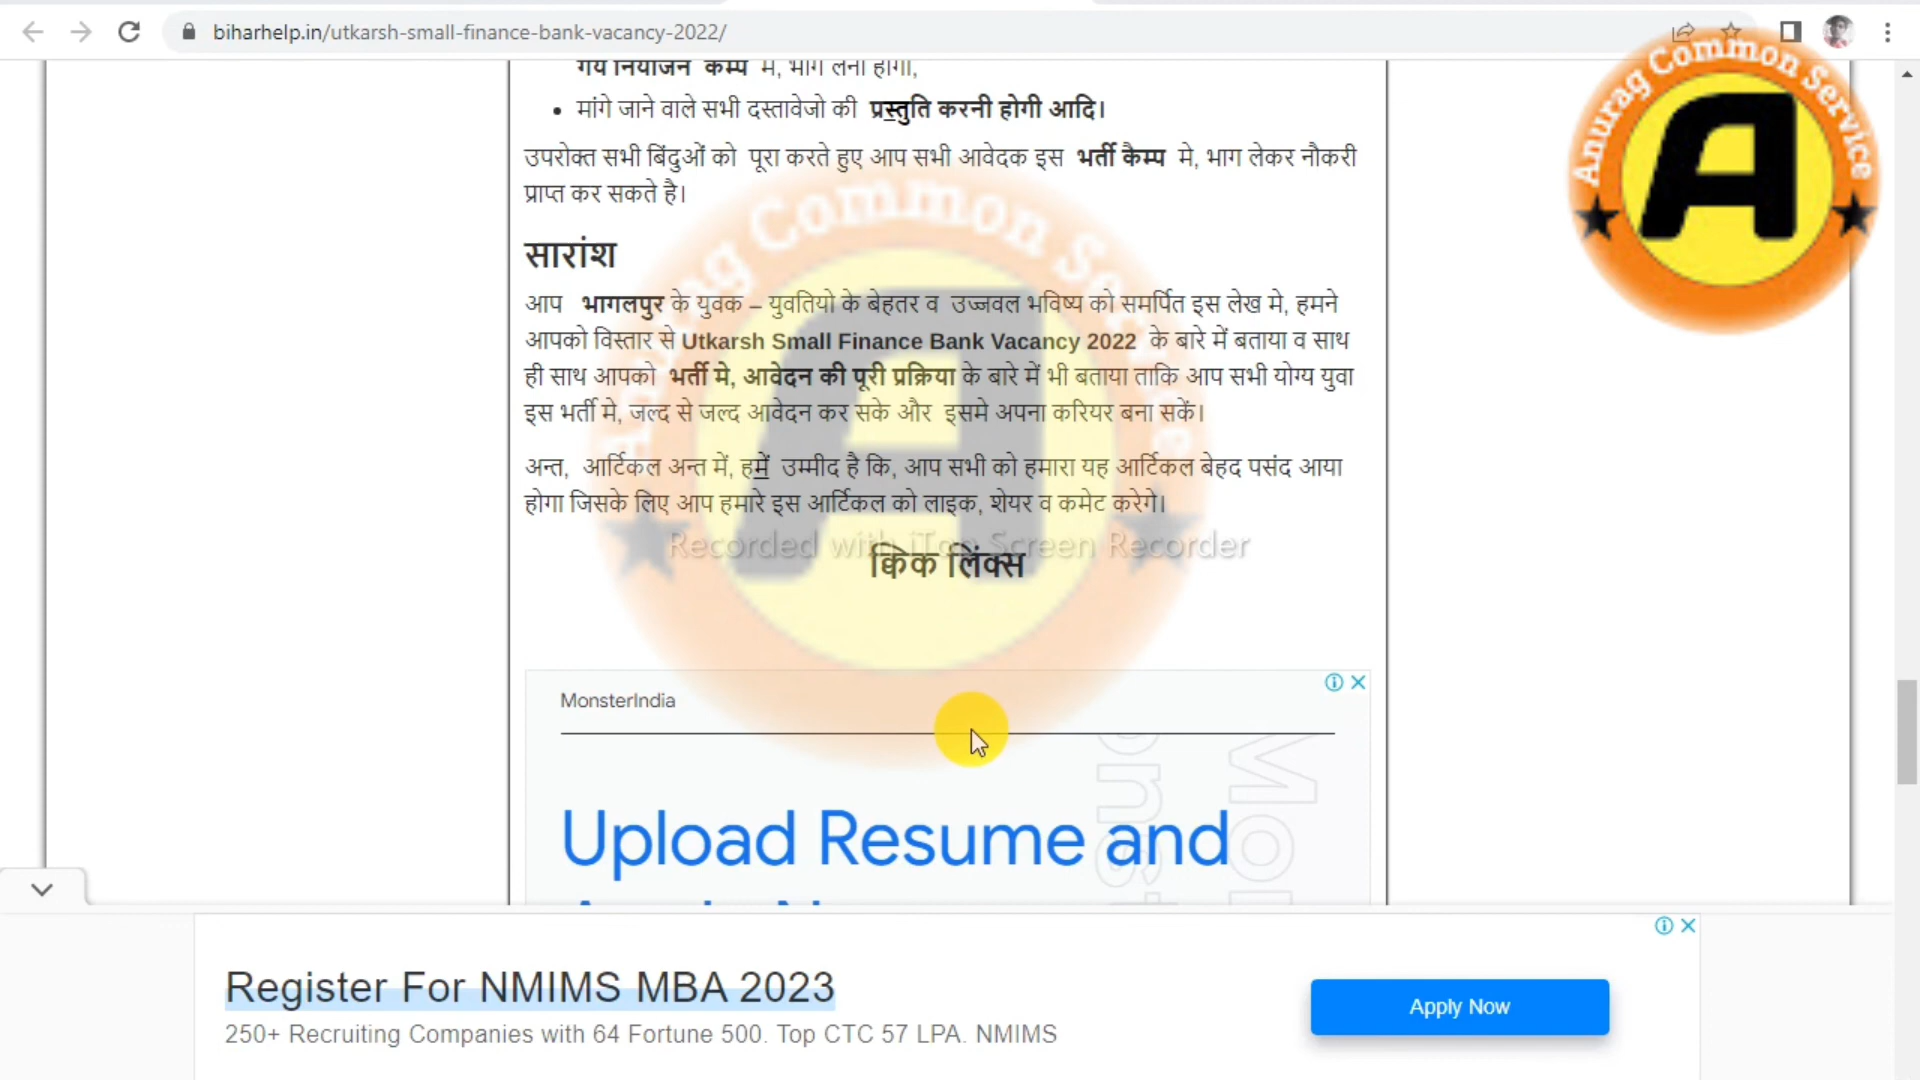 biharhelp.in/utkarsh-small-finance-bank-vacancy-2022/
गये नियोजन कैम्प मे, भाग लेना होगा,
• मांगे जाने वाले सभी दस्तावेजो की प्रस्तुति करनी होगी आदि।
उपरोक्त सभी बिंदुओं को पूरा करते हुए आप सभी आवेदक इस भर्ती कैम्प मे, भाग लेकर नौकरी
प्राप्त कर सकते है।
सारांश
आप भागलपुर के युवक – युवतियो के बेहतर व उज्जवल भविष्य को समर्पित इस लेख मे, हमने
आपको विस्तार से Utkarsh Small Finance Bank Vacancy 2022 के बारे में बताया व साथ
ही साथ आपको भर्ती मे, आवेदन की पूरी प्रक्रिया के बारे में भी बताया ताकि आप सभी योग्य युवा
इस भर्ती मे, जल्द से जल्द आवेदन कर सके और इसमे अपना करियर बना सकें।
अन्त, आर्टिकल अन्त में, हमें उम्मीद है कि, आप सभी को हमारा यह आर्टिकल बेहद पसंद आया
होगा जिसके लिए आप हमारे इस आर्टिकल को लाइक, शेयर व कमेट करेगे।
Recorded with iTop Screen Recorder
क्विक लिंक्स
MonsterIndia
Upload Resume and
Register For NMIMS MBA 2023
250+ Recruiting Companies with 64 Fortune 500. Top CTC 57 LPA. NMIMS
Apply Now
Anurag Common Service
A
Anurag Common Service
A